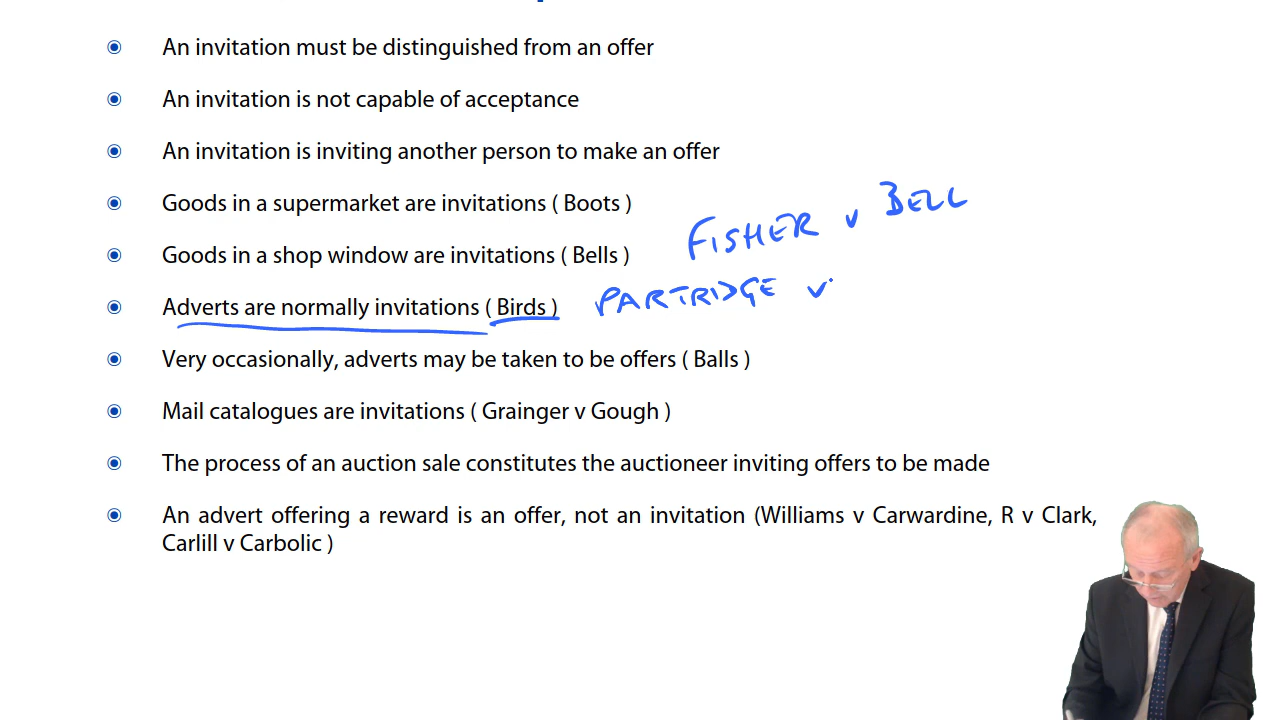 An invitation must be distinguished from an offer
An invitation is not capable of acceptance
An invitation is inviting another person to make an offer
Goods in a supermarket are invitations ( Boots )
FISHER v BELL
Goods in a shop window are invitations ( Bells )
Adverts are normally invitations ( Birds ) PARTRIDGE v
Very occasionally, adverts may be taken to be offers ( Balls )
Mail catalogues are invitations ( Grainger v Gough )
The process of an auction sale constitutes the auctioneer inviting offers to be made
An advert offering a reward is an offer, not an invitation (Williams v Carwardine, R v Clark,
Carlill v Carbolic )